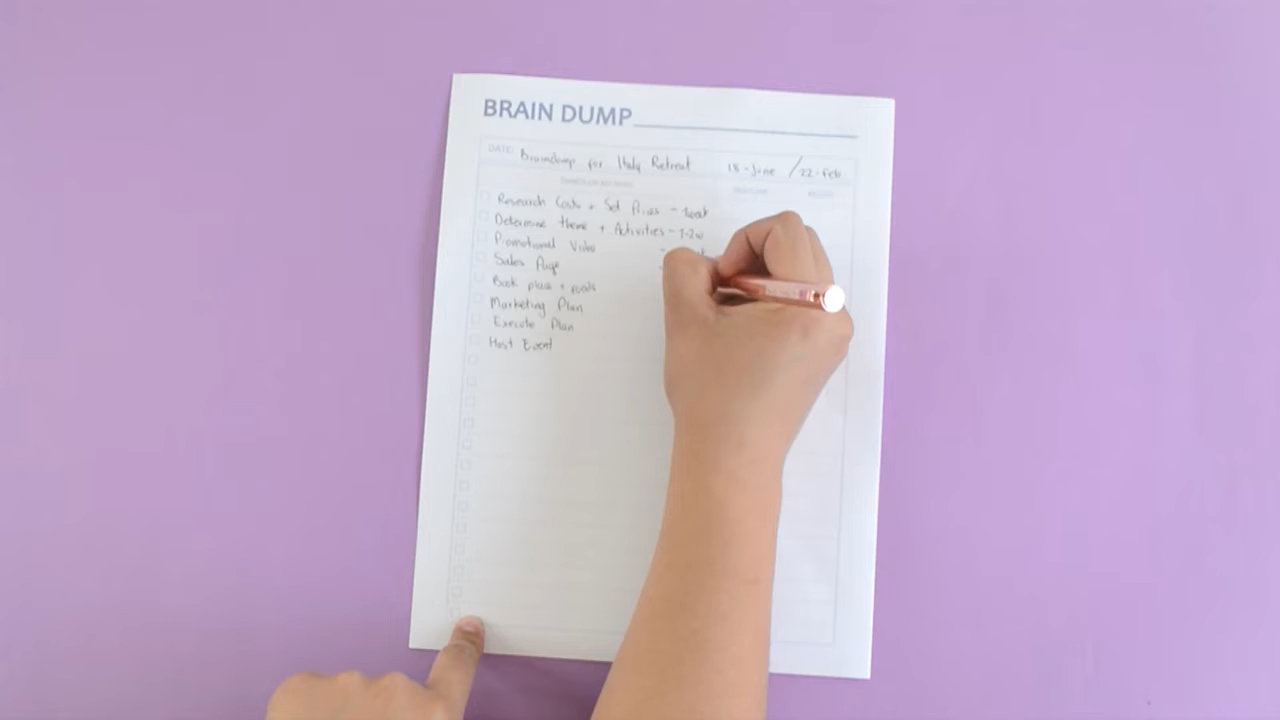 BRAIN DUMP
DATE: Braindump for Italy Retreat 18-June / 22-Feb
Research Costs + Set Prices - 1week
Determine theme + Activities - 1-2w
Promotional Video -
Sales Page -
Book place + 
Marketing Plan
Execute Plan
Host Event